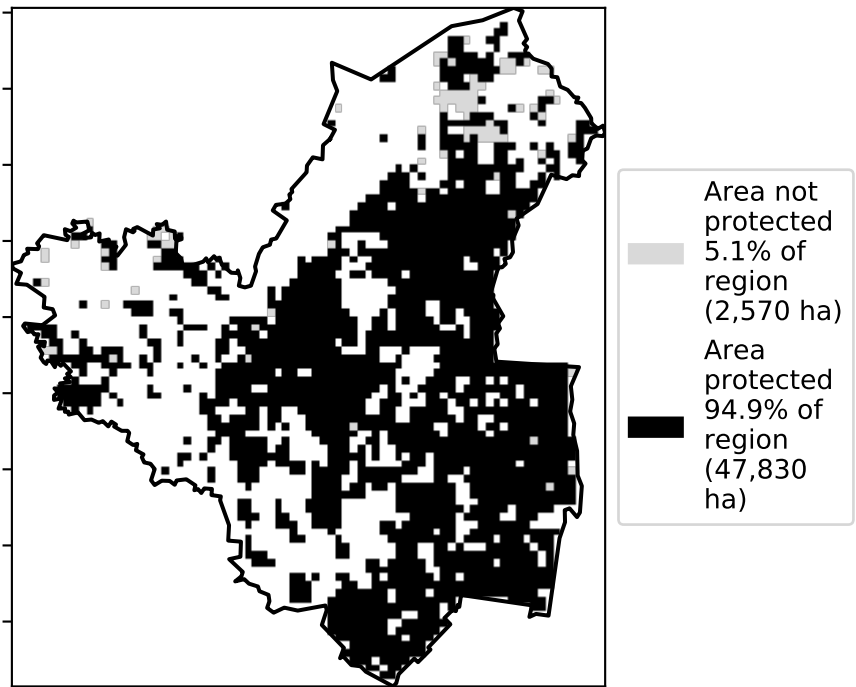 Area not
protected
5.1% of
region
(2,570 ha)
Area
protected
94.9% of
region
(47,830
ha)